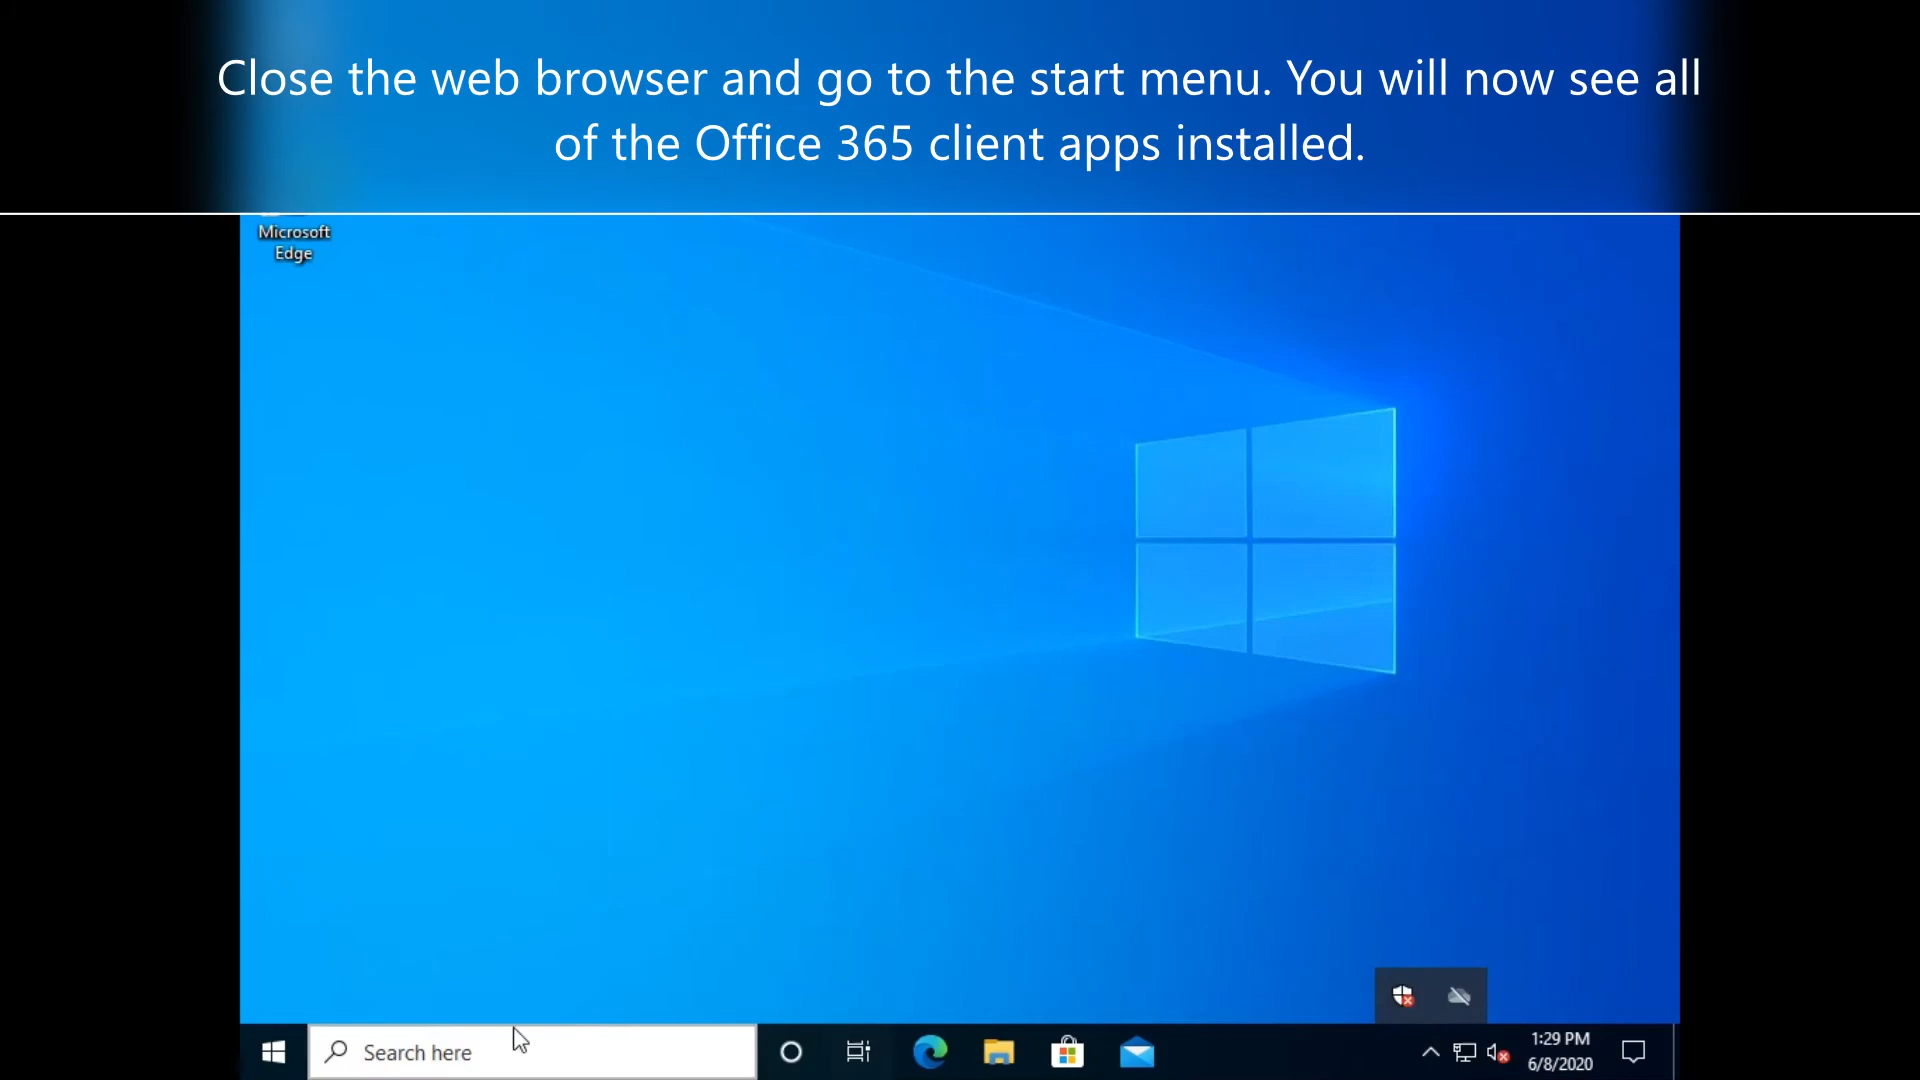 Close the web browser and go to the start menu. You will now see all
of the Office 365 client apps installed.
Microsoft
Edge
Search here
1:29 PM
6/8/2020